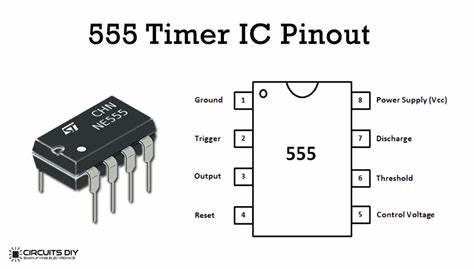 555 Timer IC Pinout
CHN
NE555
ST
Ground 1
8 Power Supply (Vcc)
Trigger 2
7 Discharge
555
Output 3
6 Threshold
Reset 4
5 Control Voltage
CIRCUITS DIY